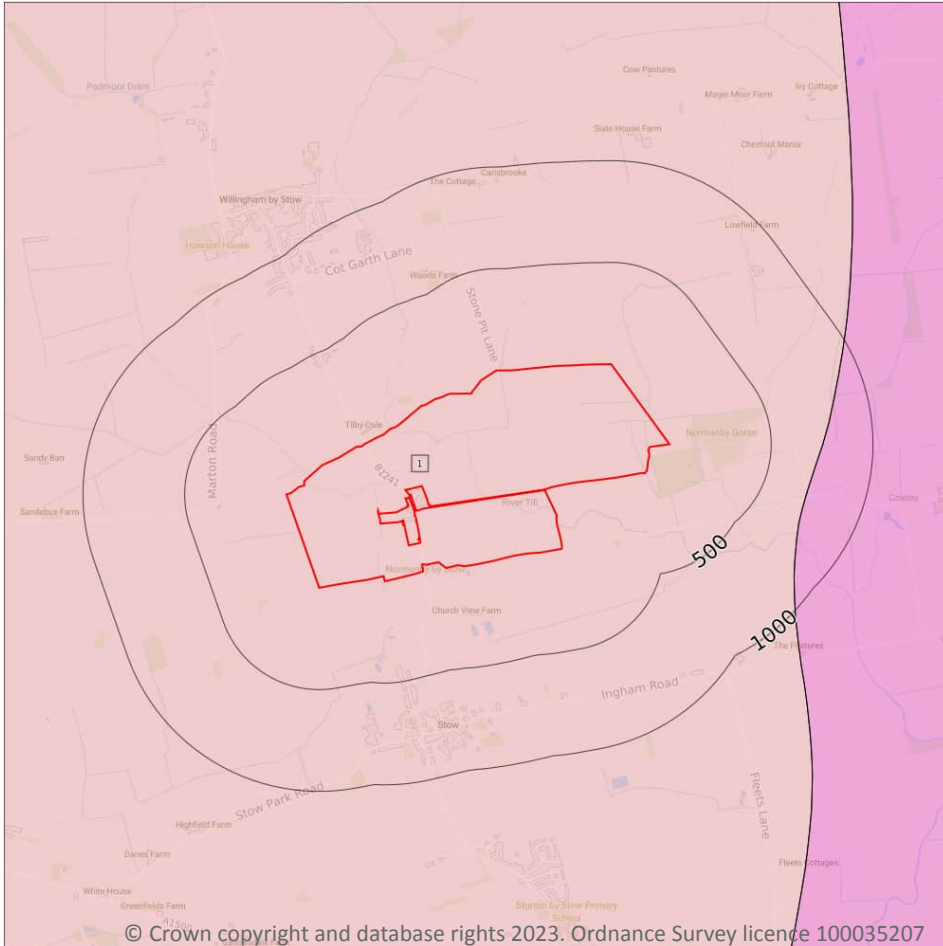 Cow Pastures
Padmoor Drain
Ivy Cottage
Magie Moor Farm
Slate House Farm
Chestnut Manor
Carisbrooke
The Cottage
Willingham by Stow
Lowfield Farm
Howson House
Cot Garth Lane
Woods Farm
Stone Pit Lane
Tilby Dale
Normanby Gorse
Marton Road
Sandy Barr
1
B1241
Coates
River Till
Sandebus Farm
500
Normanby by Stow
Church View Farm
1000
The Pastures
Ingham Road
Stow
Stow Park Road
Fleets Lane
Highfield Farm
Danes Farm
Fleets Cottages
White House
Greenfields Farm
Sturton by Stow Primary
School
A1500
© Crown copyright and database rights 2023. Ordnance Survey licence 100035207